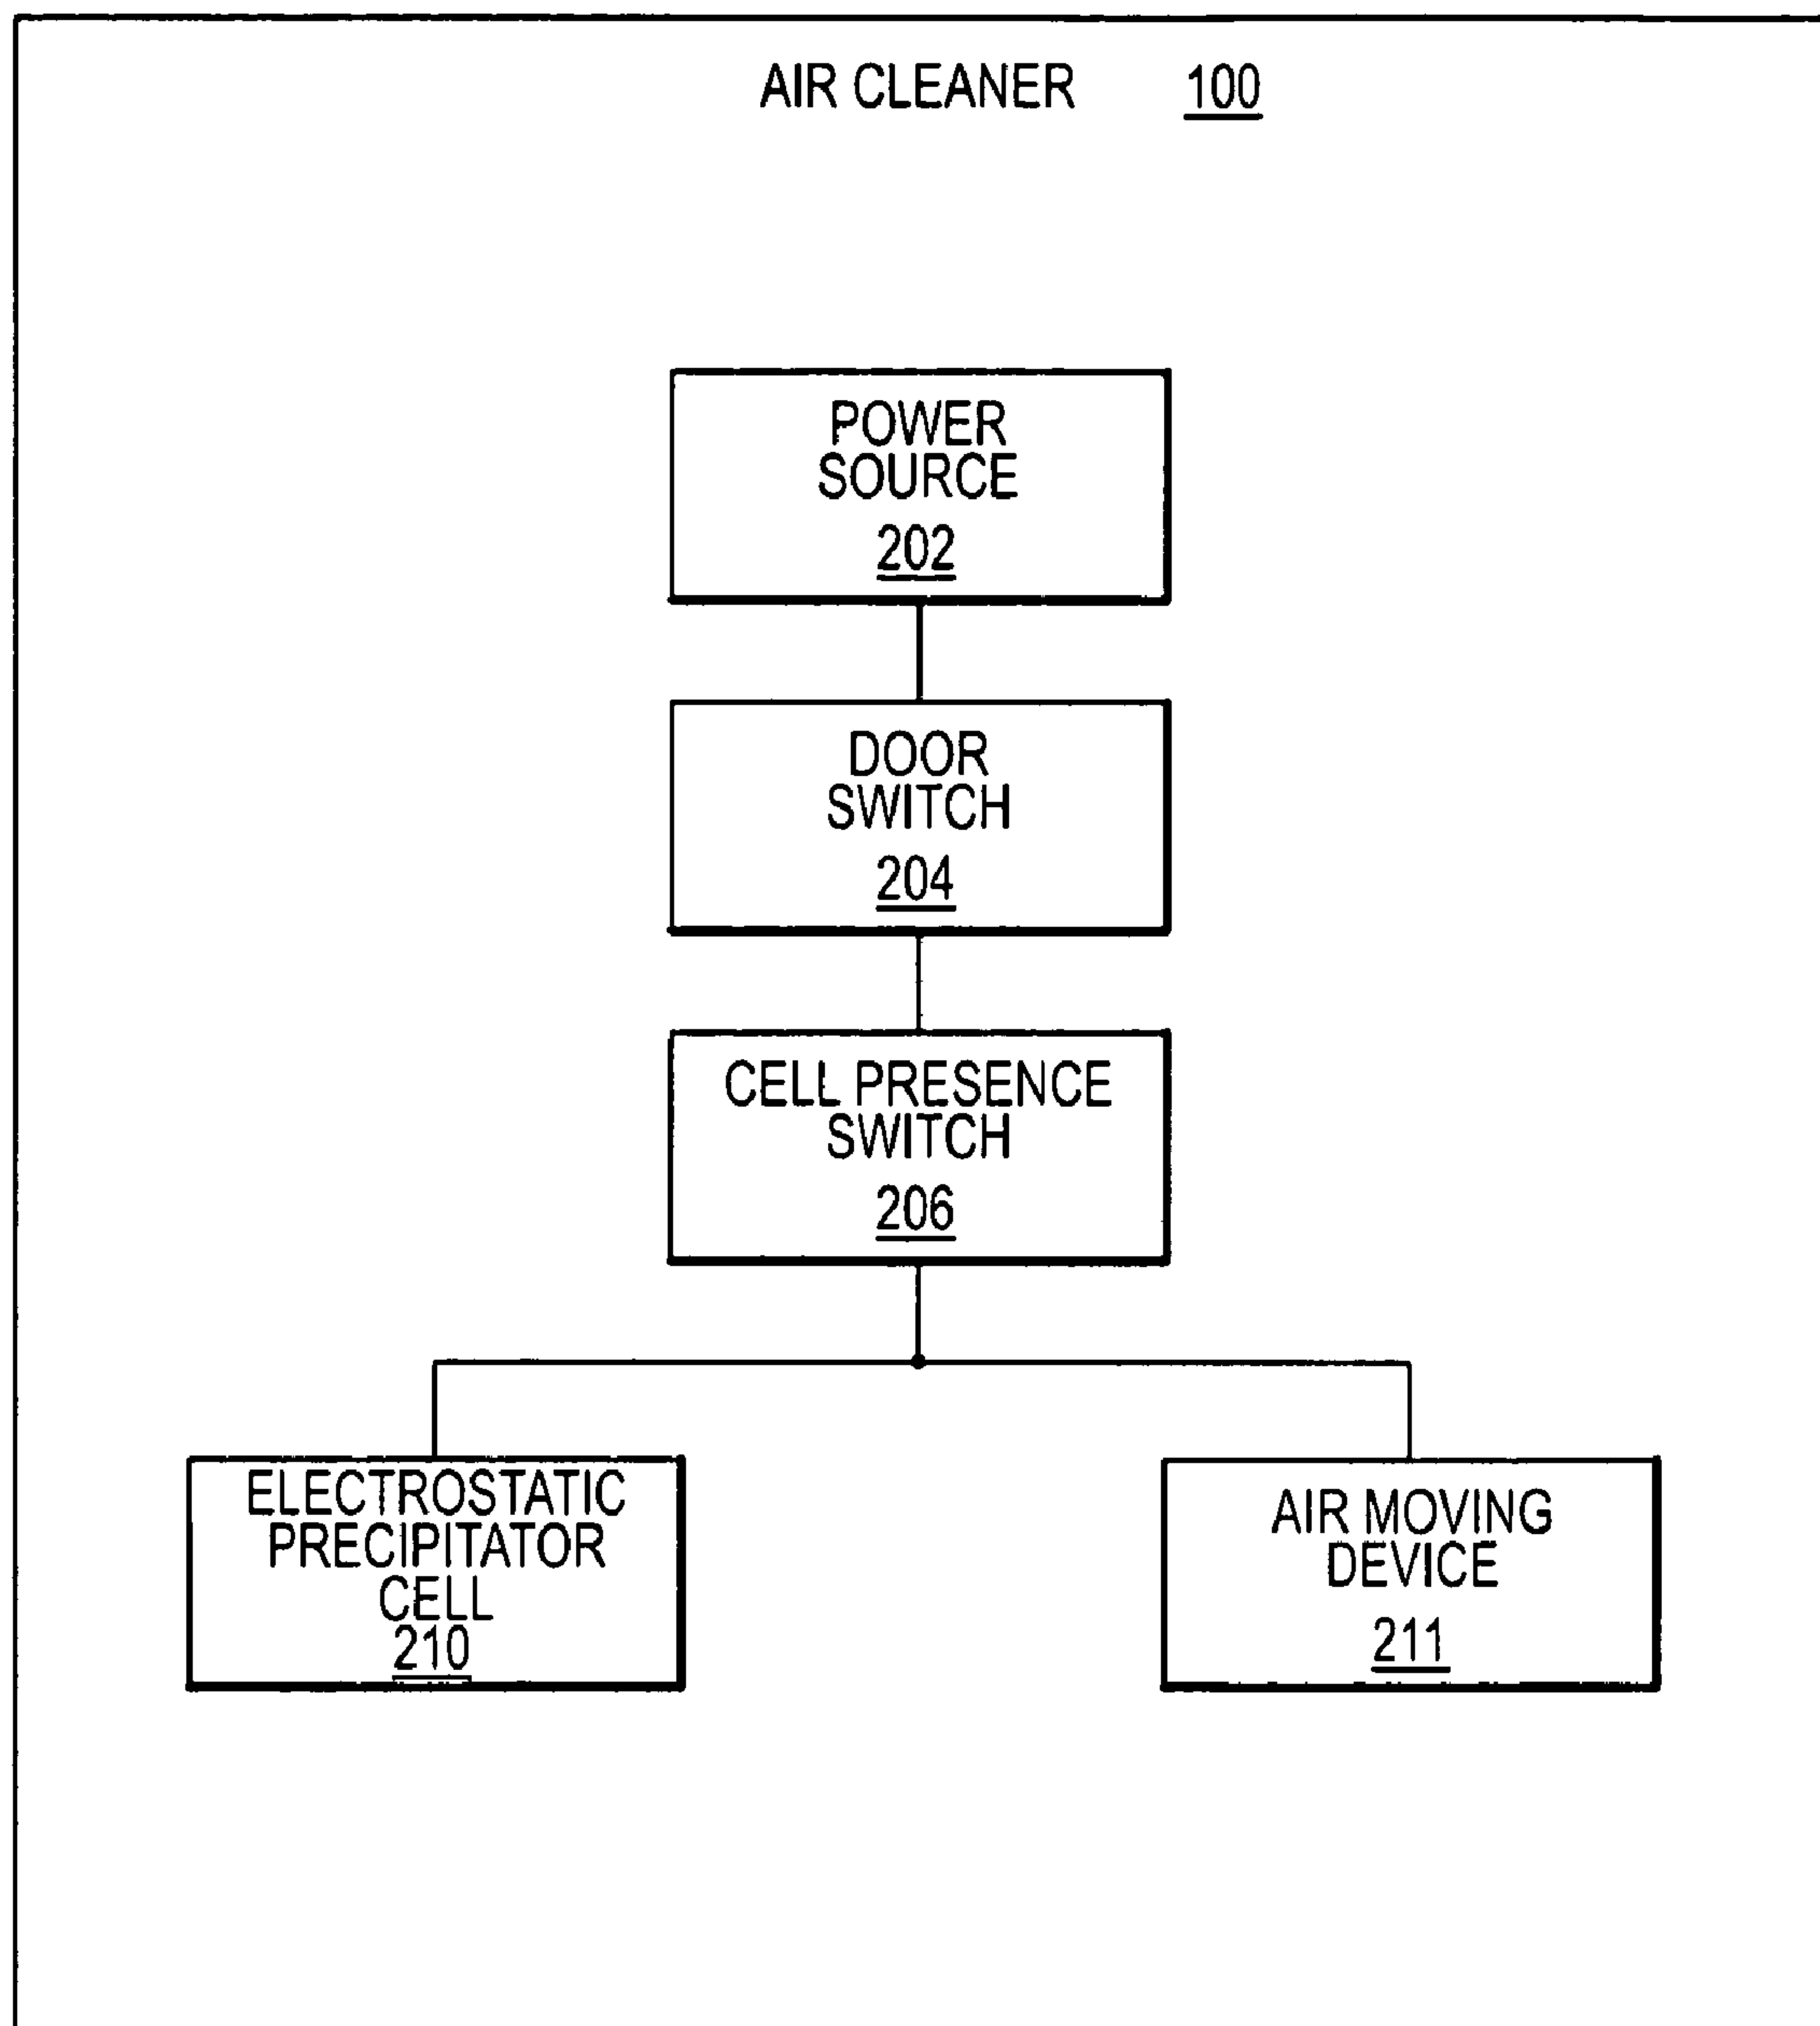 AIR CLEANER 100
POWER
SOURCE
202
DOOR
SWITCH
204
CELL PRESENCE
SWITCH
206
ELECTROSTATIC
PRECIPITATOR
CELL
210
AIR MOVING
DEVICE
211